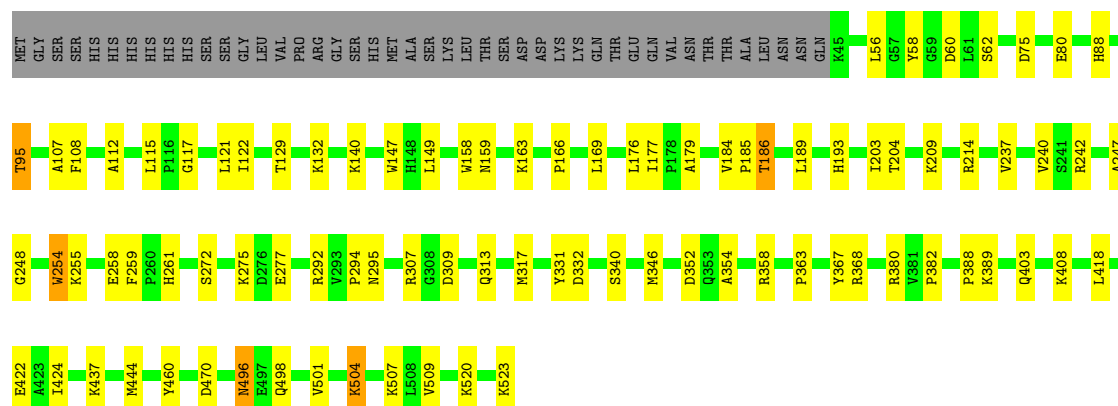 MET GLY SER SER HIS HIS HIS HIS HIS HIS SER SER GLY LEU VAL PRO ARG GLY SER HIS MET ALA SER LYS LEU THR SER ASP ASP LYS LYS GLN THR GLU GLN VAL ASN THR THR ALA LEU ASN ASN GLN K45 L56 G57 Y58 G59 D60 L61 S62 D75 E80 H88
T95 A107 F108 A112 L115 P116 G117 L121 I122 T129 K132 K140 W147 H148 L149 W158 N159 K163 P166 L169 L176 I177 P178 A179 V184 P185 T186 L189 H193 I203 T204 K209 R214 V237 V240 S241 R242 A247
G248 W254 K255 E258 F259 P260 H261 S272 K275 D276 E277 R292 V293 P294 N295 R307 G308 D309 Q313 M317 Y331 D332 S340 M346 D352 Q353 A354 R358 P363 Y367 R368 R380 V381 P382 P388 K389 Q403 K408 L418
E422 A423 I424 K437 M444 Y460 D470 N496 E497 Q498 V501 K504 K507 L508 V509 K520 K523